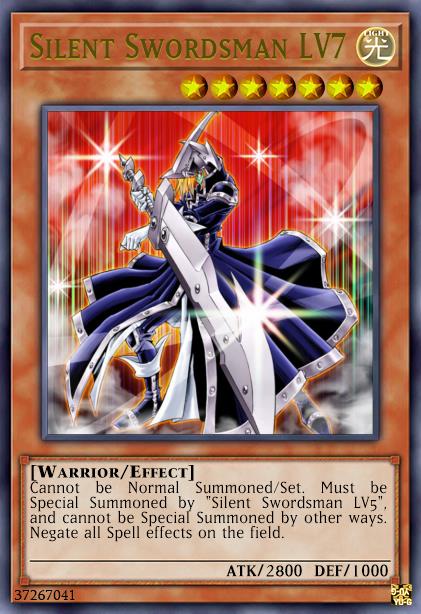 Silent Swordsman LV7
LIGHT
光
[Warrior/Effect]
Cannot be Normal Summoned/Set. Must be
Special Summoned by "Silent Swordsman LV5",
and cannot be Special Summoned by other ways.
Negate all Spell effects on the field.
ATK/2800 DEF/1000
37267041